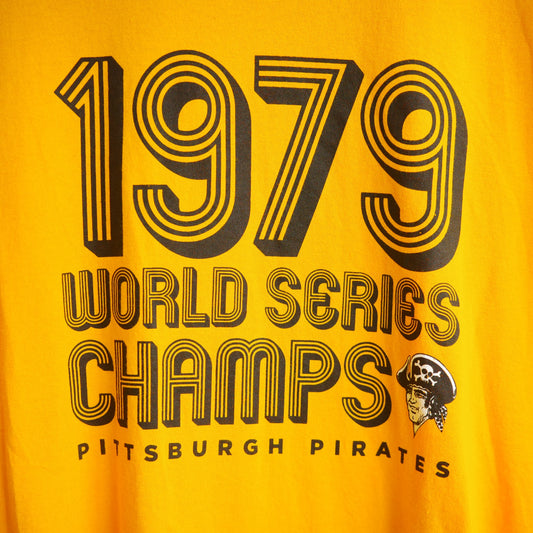 1979
WORLD SERIES
CHAMPS
PITTSBURGH PIRATES